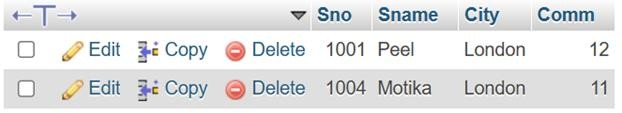 Sno Sname City Comm
Edit Copy Delete 1001 Peel London 12
Edit Copy Delete 1004 Motika London 11